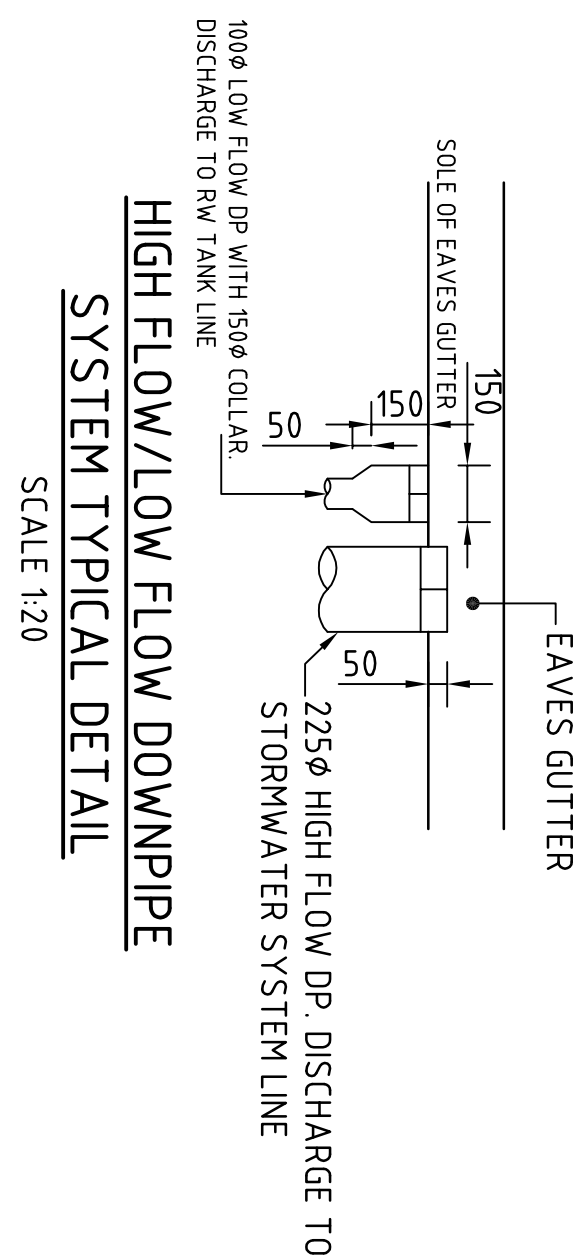 EAVES GUTTER
150
SOLE OF EAVES GUTTER
150
50
50
100Ø LOW FLOW DP WITH 150Ø COLLAR.
DISCHARGE TO RW TANK LINE
225Ø HIGH FLOW DP. DISCHARGE TO
STORMWATER SYSTEM LINE
HIGH FLOW/LOW FLOW DOWNPIPE
SYSTEM TYPICAL DETAIL
SCALE 1:20